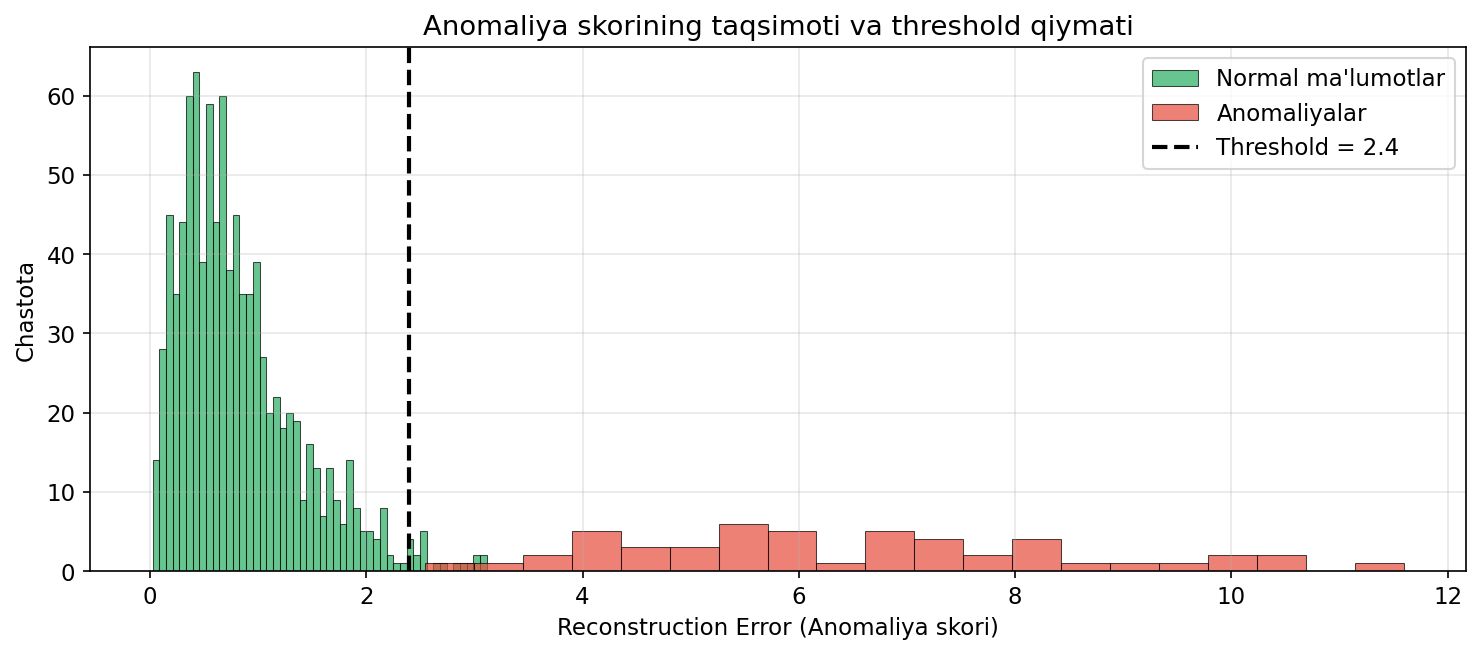 Anomaliya skorining taqsimoti va threshold qiymati
Normal ma'lumotlar
Anomaliyalar
Threshold = 2.4
Chastota
60
50
40
30
20
10
0
0 2 4 6 8 10 12
Reconstruction Error (Anomaliya skori)